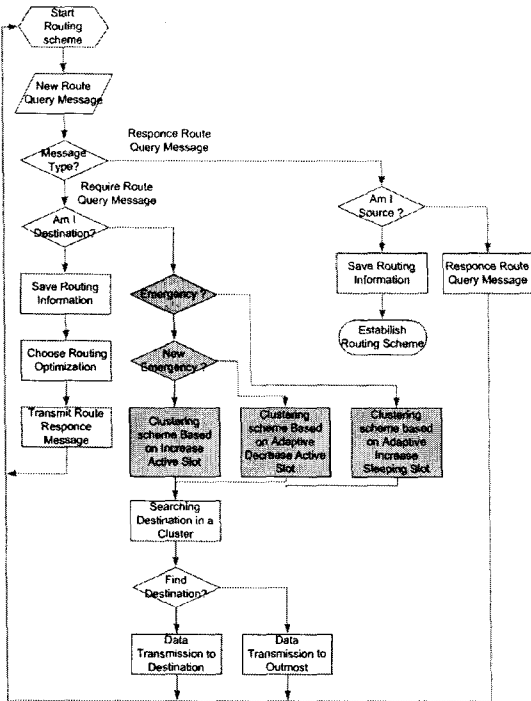 Start
Routing
scheme
New Route
Query Message
Message
Type?
Responce Route
Query Message
Require Route
Query Message
Am I
Destination?
Am I
Source ?
Save Routing
Information
Emergency ?
Save Routing
Information
Responce Route
Query Message
Choose Routing
Optimization
New
Emergency ?
Estabilish
Routing Scheme
Transmit Route
Responce
Message
Clustering
scheme Based
on Increase
Active Slot
Clustering
scheme Based
on Adaptive
Decrease Active
Slot
Clustering
scheme based
on Adaptive
Increase
Sleeping Slot
Searching
Destination in a
Cluster
Find
Destination?
Data
Transmission to
Destination
Data
Transmission to
Outmost